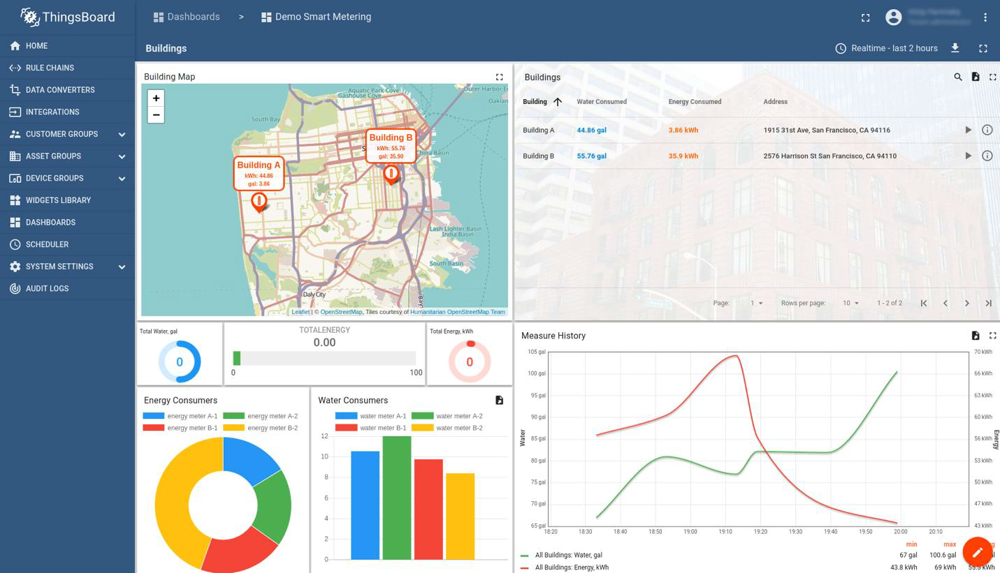 ThingsBoard
Dashboards > Demo Smart Metering
Buildings
Realtime - last 2 hours
HOME
RULE CHAINS
DATA CONVERTERS
INTEGRATIONS
CUSTOMER GROUPS
ASSET GROUPS
DEVICE GROUPS
WIDGETS LIBRARY
DASHBOARDS
SCHEDULER
SYSTEM SETTINGS
AUDIT LOGS
Building Map
+
−
Aquatic Park Cove
Gashouse Cove
Outer Harbor
Oaklan
South Bay
China Basin
Building B
kWh: 55.76
gal: 35.90
Building A
kWh: 44.86
gal: 3.86
Lash Lighter Basin
India Basin
South Basin
Daly City
Bay
Leaflet | © OpenStreetMap, Tiles courtesy of Humanitarian OpenStreetMap Team
Buildings
Building Water Consumed Energy Consumed Address
Building A 44.86 gal 3.86 kWh 1915 31st Ave, San Francisco, CA 94116
Building B 55.76 gal 35.9 kWh 2576 Harrison St San Francisco, CA 94110
Page: 1 Rows per page: 10 1 - 2 of 2
Total Water, gal
0
TOTALENERGY
0.00
0 100
Total Energy, kWh
0
Energy Consumers
energy meter A-1 energy meter A-2
energy meter B-1 energy meter B-2
Water Consumers
water meter A-1 water meter A-2
water meter B-1 water meter B-2
12
10
8
6
4
2
0
Measure History
105 gal 70 kWh
100 gal 66 kWh
95 gal 63 kWh
90 gal 60 kWh
85 gal 56 kWh
80 gal 53 kWh
75 gal 50 kWh
70 gal 47 kWh
65 gal 43 kWh
Water
Energy
18:20 18:30 18:40 18:50 19:00 19:10 19:20 19:30 19:40 19:50 20:00 20:10
min max
All Buildings: Water, gal 67 gal 100.6 gal
All Buildings: Energy, kWh 43.8 kWh 69 kWh